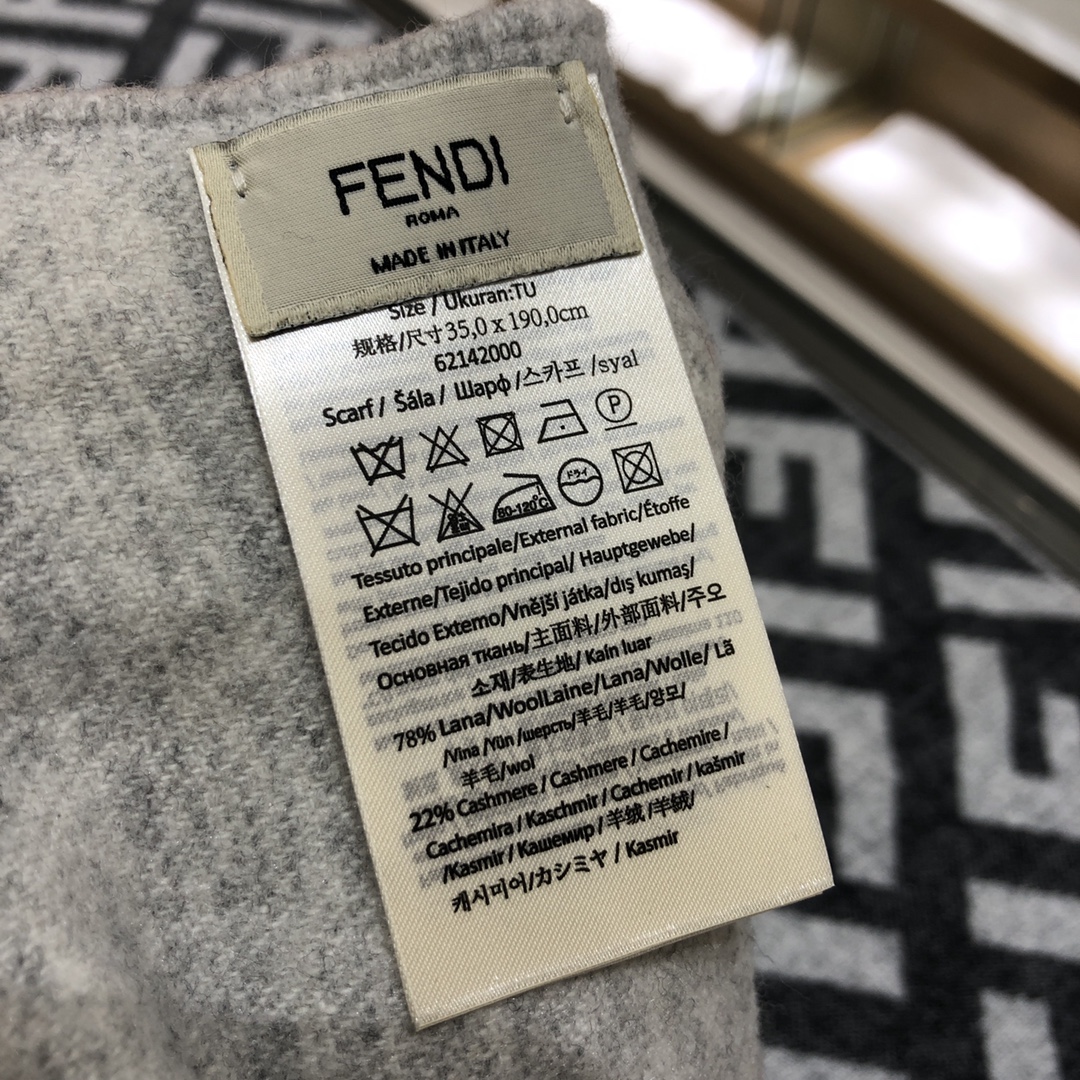 FENDI
ROMA
MADE IN ITALY
Size / Ukuran:TU
规格/尺寸35,0 x 190,0cm
62142000
Scarf / Šála / Шарф /스카프 /syal
P
80-120°C ドライ
Tessuto principale/External fabric/Étoffe
Externe/Tejido principal/ Hauptgewebe/
Tecido Externo/Vnější játka/dış kumaş/
Основная ткань/主面料/外部面料/주오
소재/表生地/ Kain luar
78% Lana/WoolLaine/Lana/Wolle/ Lã
/Vlna /Yün /шерсть/羊毛/羊毛/양모/
羊毛/wol
22% Cashmere / Cashmere / Cachemire /
Cachemira / Kaschmir / Cachemir / kašmir
/Kasmir / Кашемир / 羊绒 /羊绒/
캐시미어/カシミヤ / Kasmir